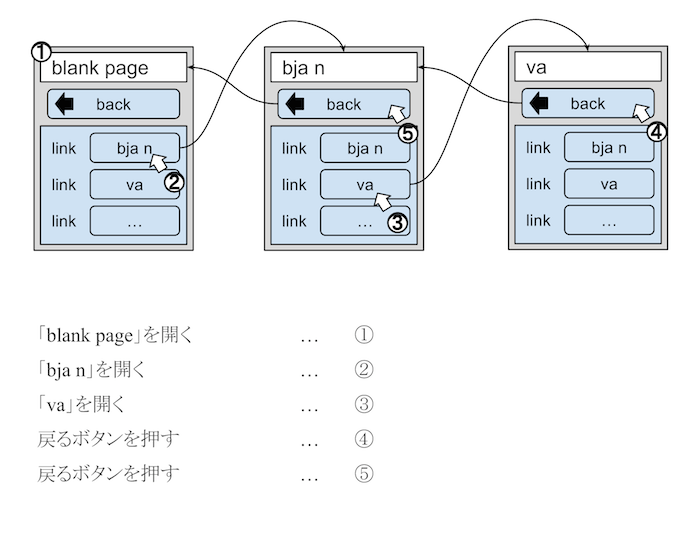 ①
blank page
back
link bja n
link va ②
link ...
bja n
back
⑤
link bja n
link va
link ... ③
va
back
④
link bja n
link va
link ...
「blank page」を開く ... ①
「bja n」を開く ... ②
「va」を開く ... ③
戻るボタンを押す ... ④
戻るボタンを押す ... ⑤